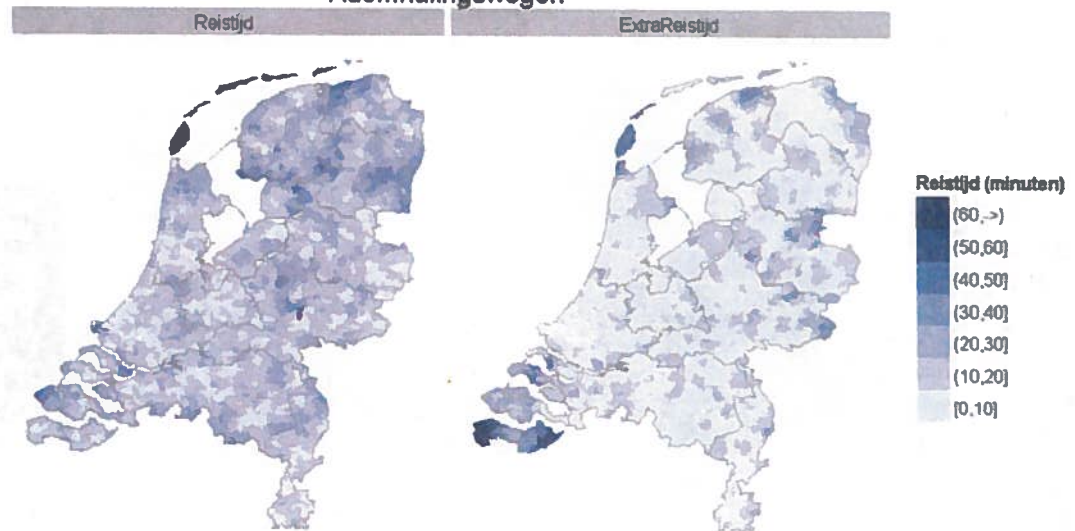 Reistijd
ExtraReistijd
Reistijd (minuten)
(60,->)
(50,60]
(40,50]
(30,40]
(20,30]
(10,20]
[0,10]